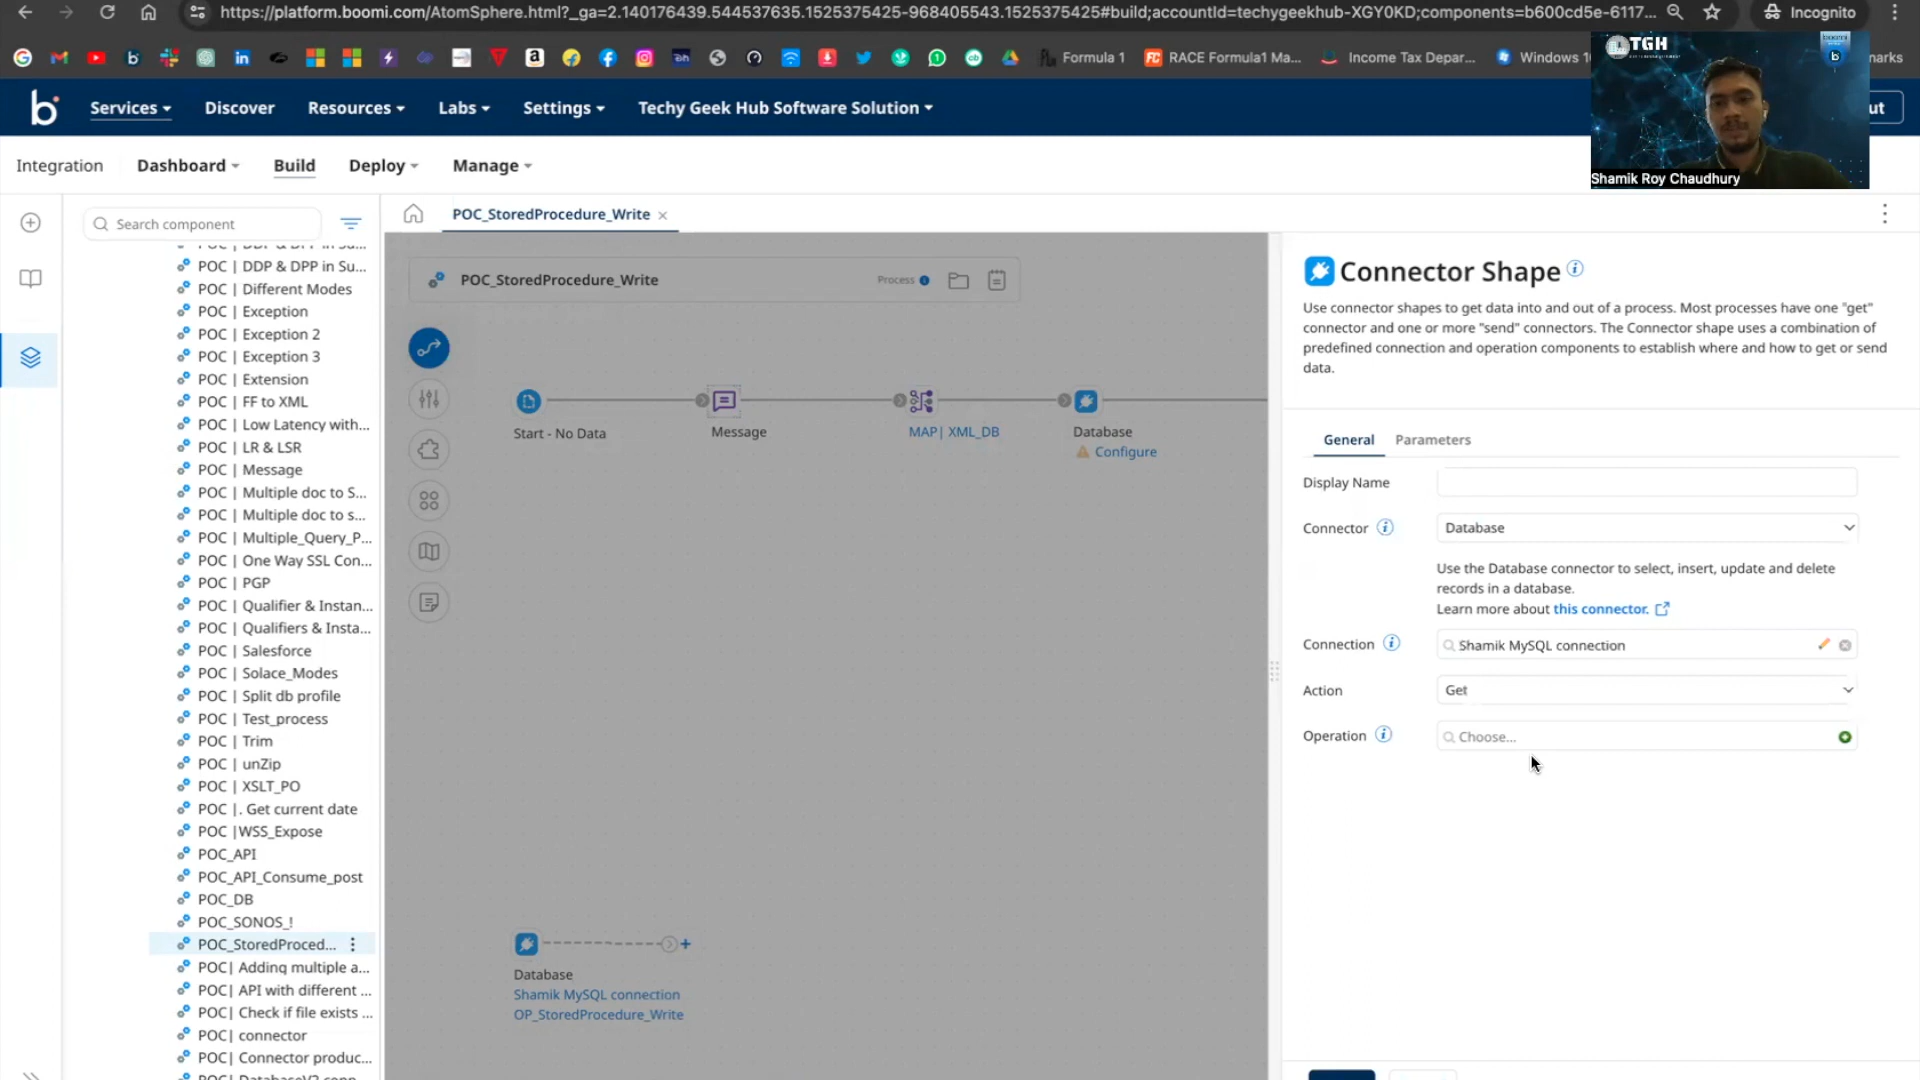 https://platform.boomi.com/AtomSphere.html?_ga=2.140176439.544537635.1525375425-968405543.1525375425#build;accountId=techygeekhub-XGY0KD;components=b600cd5e-6117...
Incognito
Formula 1
RACE Formula1 Ma...
Income Tax Depar...
Windows 1
TGH
boomi
Shamik Roy Chaudhury
Services
Discover
Resources
Labs
Settings
Techy Geek Hub Software Solution
Integration
Dashboard
Build
Deploy
Manage
Search component
POC | DDP & DPP in Su...
POC | DDP & DPP in Su...
POC | Different Modes
POC | Exception
POC | Exception 2
POC | Exception 3
POC | Extension
POC | FF to XML
POC | Low Latency with...
POC | LR & LSR
POC | Message
POC | Multiple doc to S...
POC | Multiple doc to s...
POC | Multiple_Query_P...
POC | One Way SSL Con...
POC | PGP
POC | Qualifier & Instan...
POC | Qualifiers & Insta...
POC | Salesforce
POC | Solace_Modes
POC | Split db profile
POC | Test_process
POC | Trim
POC | unZip
POC | XSLT_PO
POC |. Get current date
POC |WSS_Expose
POC_API
POC_API_Consume_post
POC_DB
POC_SONOS_!
POC_StoredProced...
POC| Adding multiple a...
POC| API with different ...
POC| Check if file exists ...
POC| connector
POC| Connector produc...
POC_StoredProcedure_Write
POC_StoredProcedure_Write
Process
Start - No Data
Message
MAP| XML_DB
Database
Configure
Database
Shamik MySQL connection
OP_StoredProcedure_Write
Connector Shape
Use connector shapes to get data into and out of a process. Most processes have one "get"
connector and one or more "send" connectors. The Connector shape uses a combination of
predefined connection and operation components to establish where and how to get or send
data.
General
Parameters
Display Name
Connector
Database
Use the Database connector to select, insert, update and delete
records in a database.
Learn more about this connector.
Connection
Shamik MySQL connection
Action
Get
Operation
Choose...